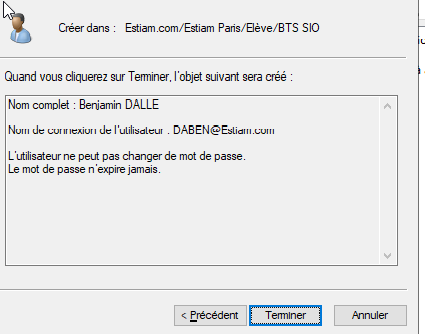 Créer dans : Estiam.com/Estiam Paris/Elève/BTS SIO
Quand vous cliquerez sur Terminer, l'objet suivant sera créé :
Nom complet : Benjamin DALLE
Nom de connexion de l'utilisateur : DABEN@Estiam.com
L'utilisateur ne peut pas changer de mot de passe.
Le mot de passe n'expire jamais.
< Précédent
Terminer
Annuler